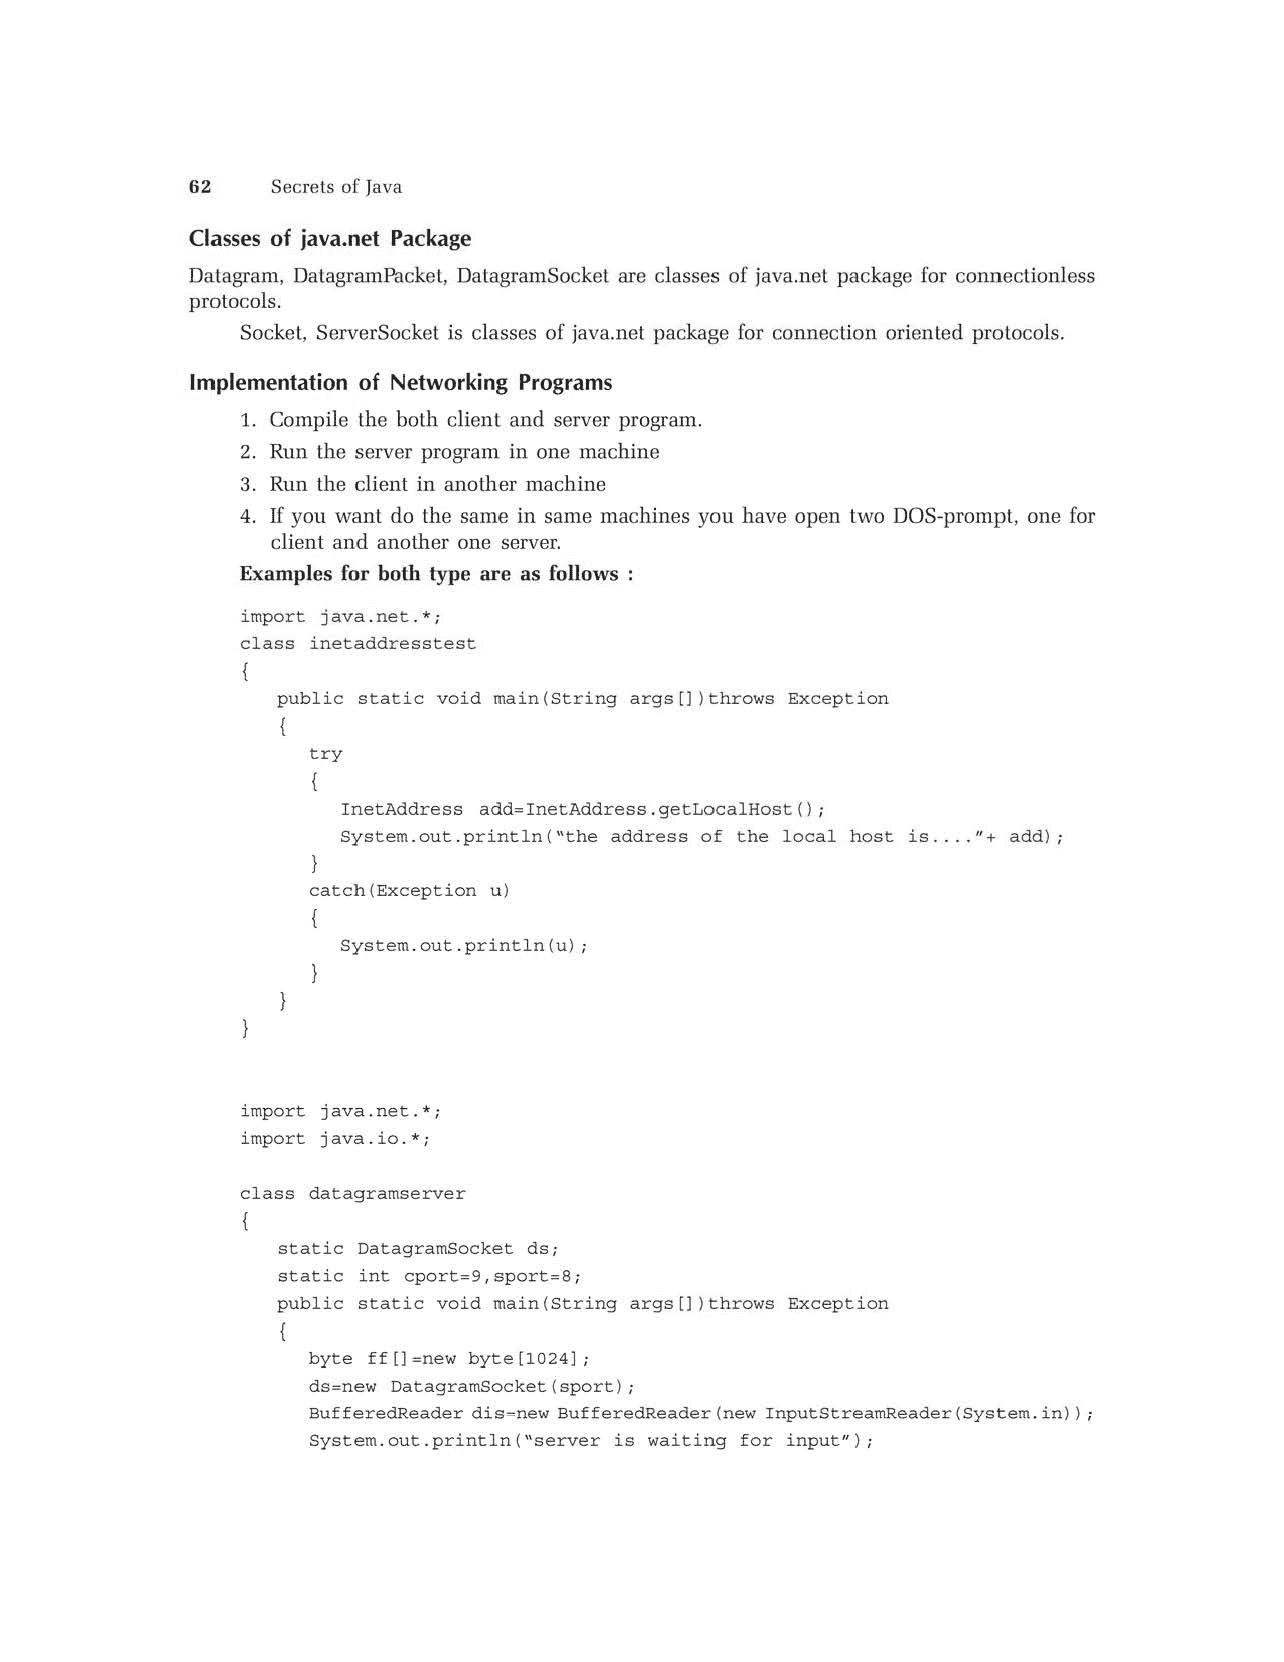 62 Secrets of Java
Classes of java.net Package
Datagram, DatagramPacket, DatagramSocket are classes of java.net package for connectionless
protocols.
Socket, ServerSocket is classes of java.net package for connection oriented protocols.
Implementation of Networking Programs
1. Compile the both client and server program.
2. Run the server program in one machine
3. Run the client in another machine
4. If you want do the same in same machines you have open two DOS-prompt, one for
client and another one server.
Examples for both type are as follows :
import java.net.*;
class inetaddresstest
{
public static void main(String args[])throws Exception
{
try
{
InetAddress add=InetAddress.getLocalHost();
System.out.println(“the address of the local host is....”+ add);
}
catch(Exception u)
{
System.out.println(u);
}
}
}
import java.net.*;
import java.io.*;
class datagramserver
{
static DatagramSocket ds;
static int cport=9,sport=8;
public static void main(String args[])throws Exception
{
byte ff[]=new byte[1024];
ds=new DatagramSocket(sport);
BufferedReader dis=new BufferedReader(new InputStreamReader(System.in));
System.out.println(“server is waiting for input”);